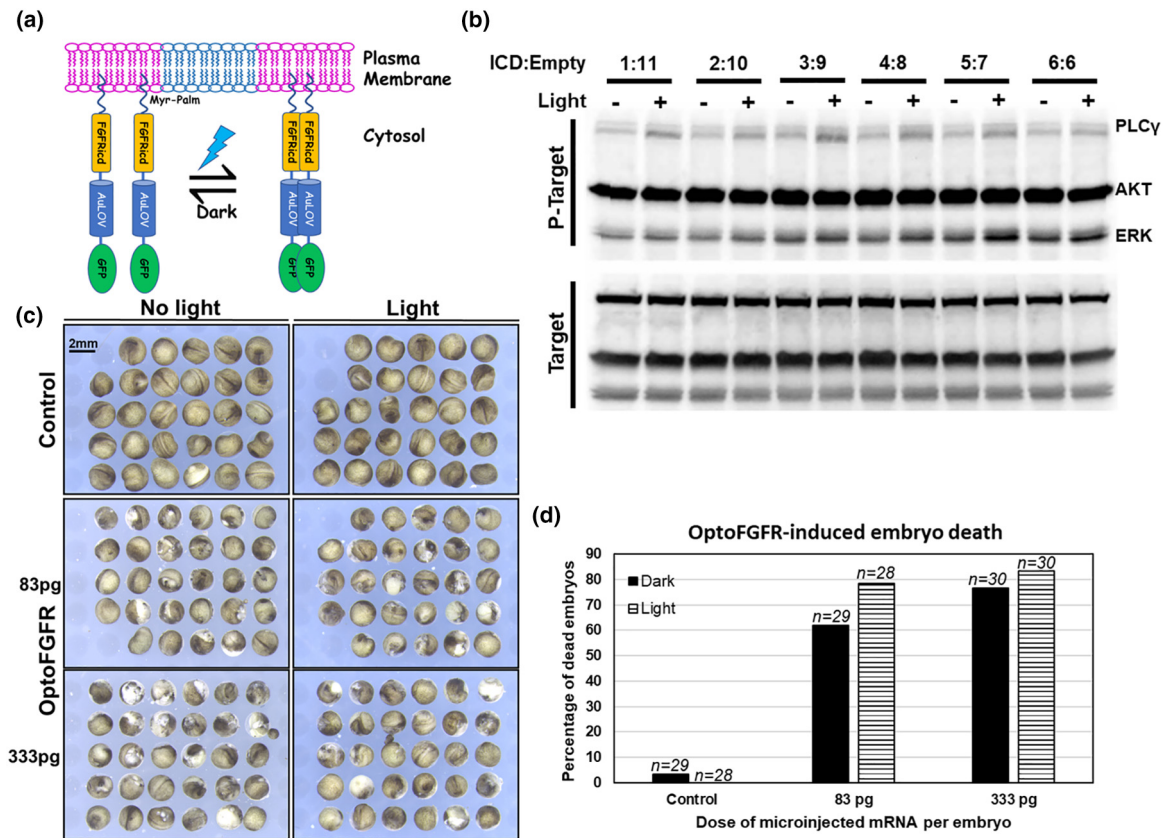 (a)
Plasma
Membrane
Myr-Palm
Cytosol
FGFRicd
FGFRicd
FGFRicd
FGFRicd
AuLOV
AuLOV
AuLOV
AuLOV
Dark
GFP
GFP
GFP
GFP
(b)
ICD:Empty 1:11 2:10 3:9 4:8 5:7 6:6
Light - + - + - + - + - + - +
P-Target
PLCγ
AKT
ERK
Target
(c)
No light Light
2mm
Control
OptoFGFR
83pg
333pg
(d)
OptoFGFR-induced embryo death
Percentage of dead embryos
90
80
70
60
50
40
30
20
10
0
Dark
Light
n=29
n=28
n=29
n=28
n=30
n=30
Control 83 pg 333 pg
Dose of microinjected mRNA per embryo